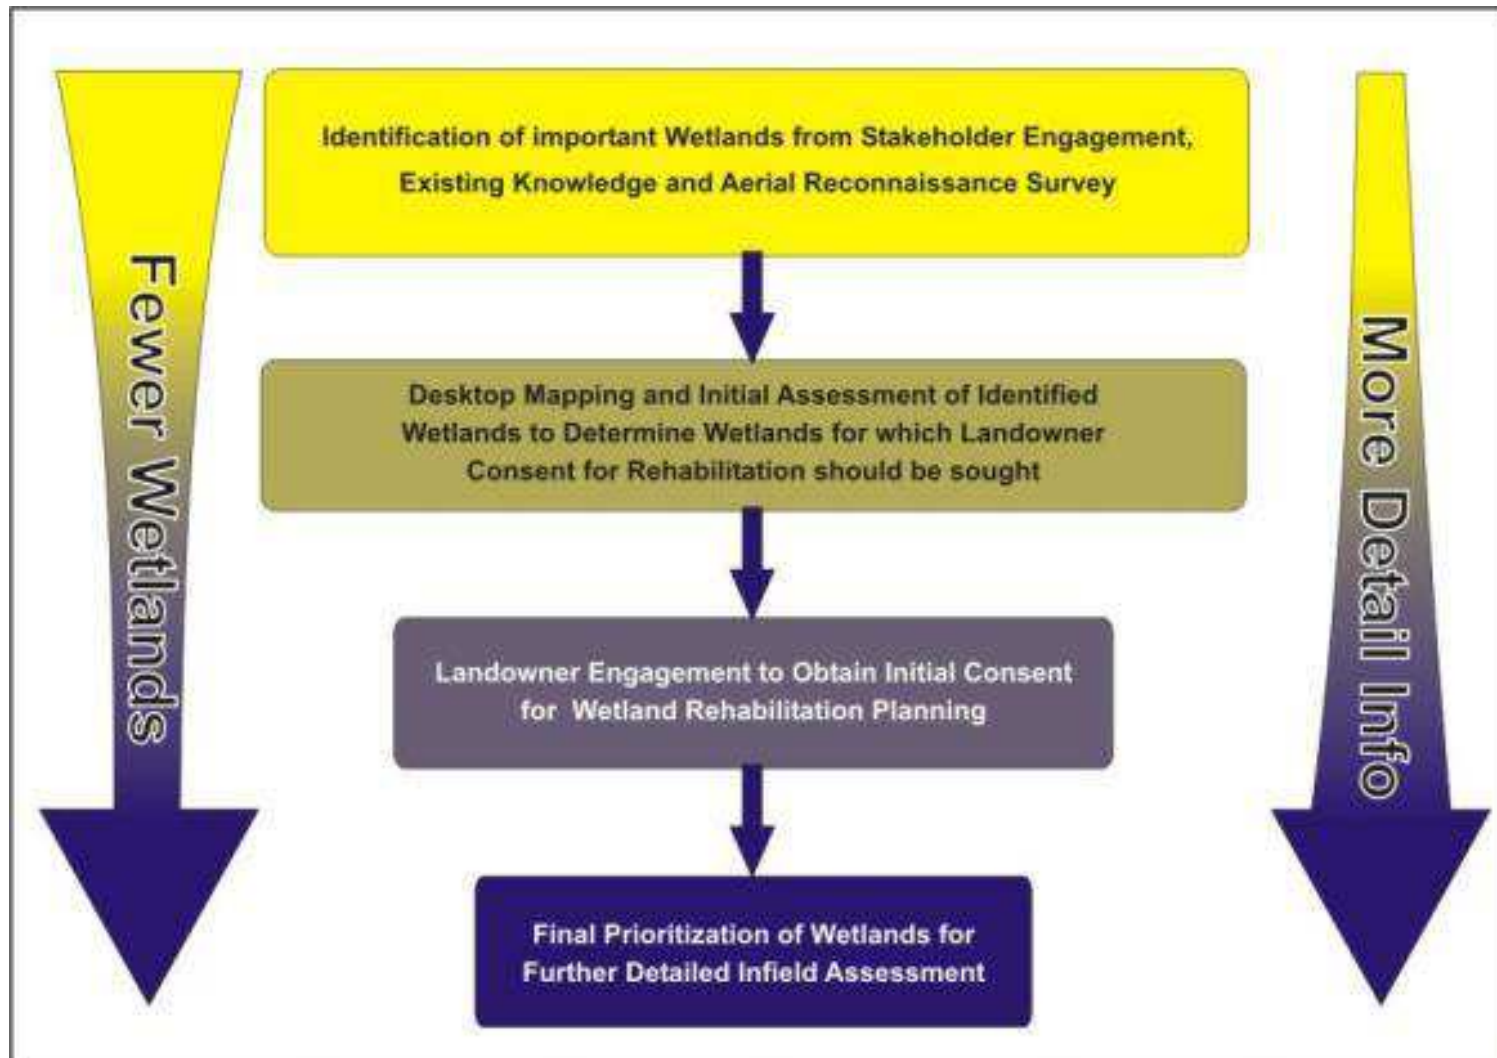 Identification of important Wetlands from Stakeholder Engagement,
Existing Knowledge and Aerial Reconnaissance Survey
Fewer Wetlands
More Detail Info
Desktop Mapping and Initial Assessment of Identified
Wetlands to Determine Wetlands for which Landowner
Consent for Rehabilitation should be sought
Landowner Engagement to Obtain Initial Consent
for Wetland Rehabilitation Planning
Final Prioritization of Wetlands for
Further Detailed Infield Assessment